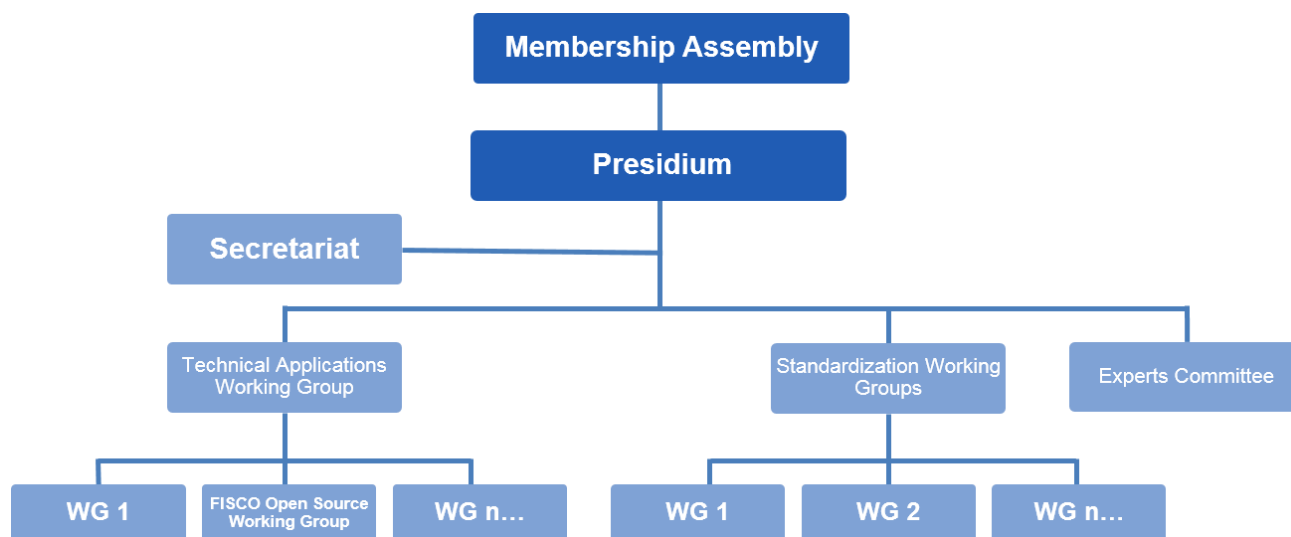 Membership Assembly
Presidium
Secretariat
Technical Applications
Working Group
Standardization Working
Groups
Experts Committee
WG 1
FISCO Open Source
Working Group
WG n...
WG 1
WG 2
WG n...